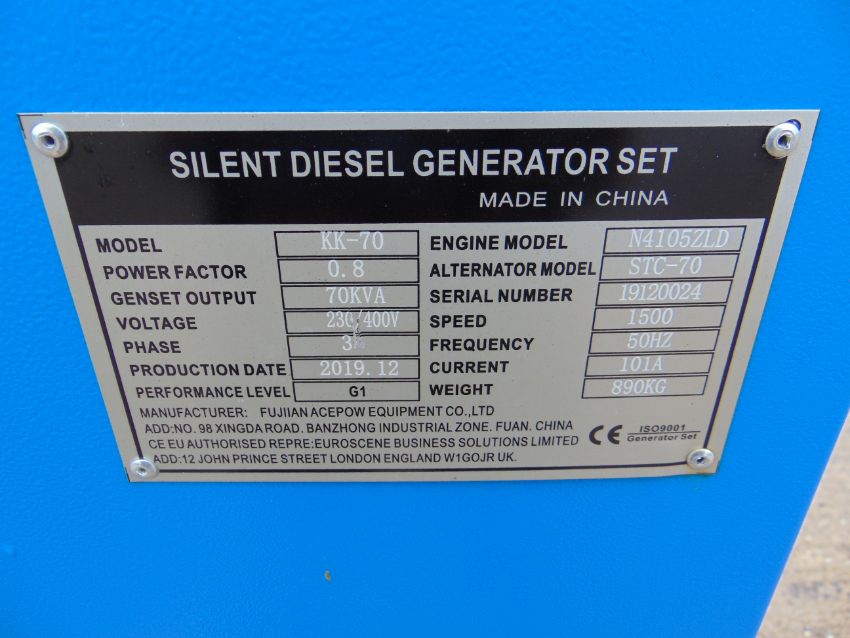 SILENT DIESEL GENERATOR SET
MADE IN CHINA
MODEL KK-70 ENGINE MODEL N4105ZLD
POWER FACTOR 0.8 ALTERNATOR MODEL STC-70
GENSET OUTPUT 70KVA SERIAL NUMBER 19120024
VOLTAGE 230/400V SPEED 1500
PHASE 3 FREQUENCY 50HZ
PRODUCTION DATE 2019.12 CURRENT 101A
PERFORMANCE LEVEL G1 WEIGHT 890KG
MANUFACTURER: FUJIIAN ACEPOW EQUIPMENT CO.,LTD
ADD:NO. 98 XINGDA ROAD. BANZHONG INDUSTRIAL ZONE. FUAN. CHINA
CE EU AUTHORISED REPRE:EUROSCENE BUSINESS SOLUTIONS LIMITED
ADD:12 JOHN PRINCE STREET LONDON ENGLAND W1GOJR UK.
CE ISO9001
Generator Set